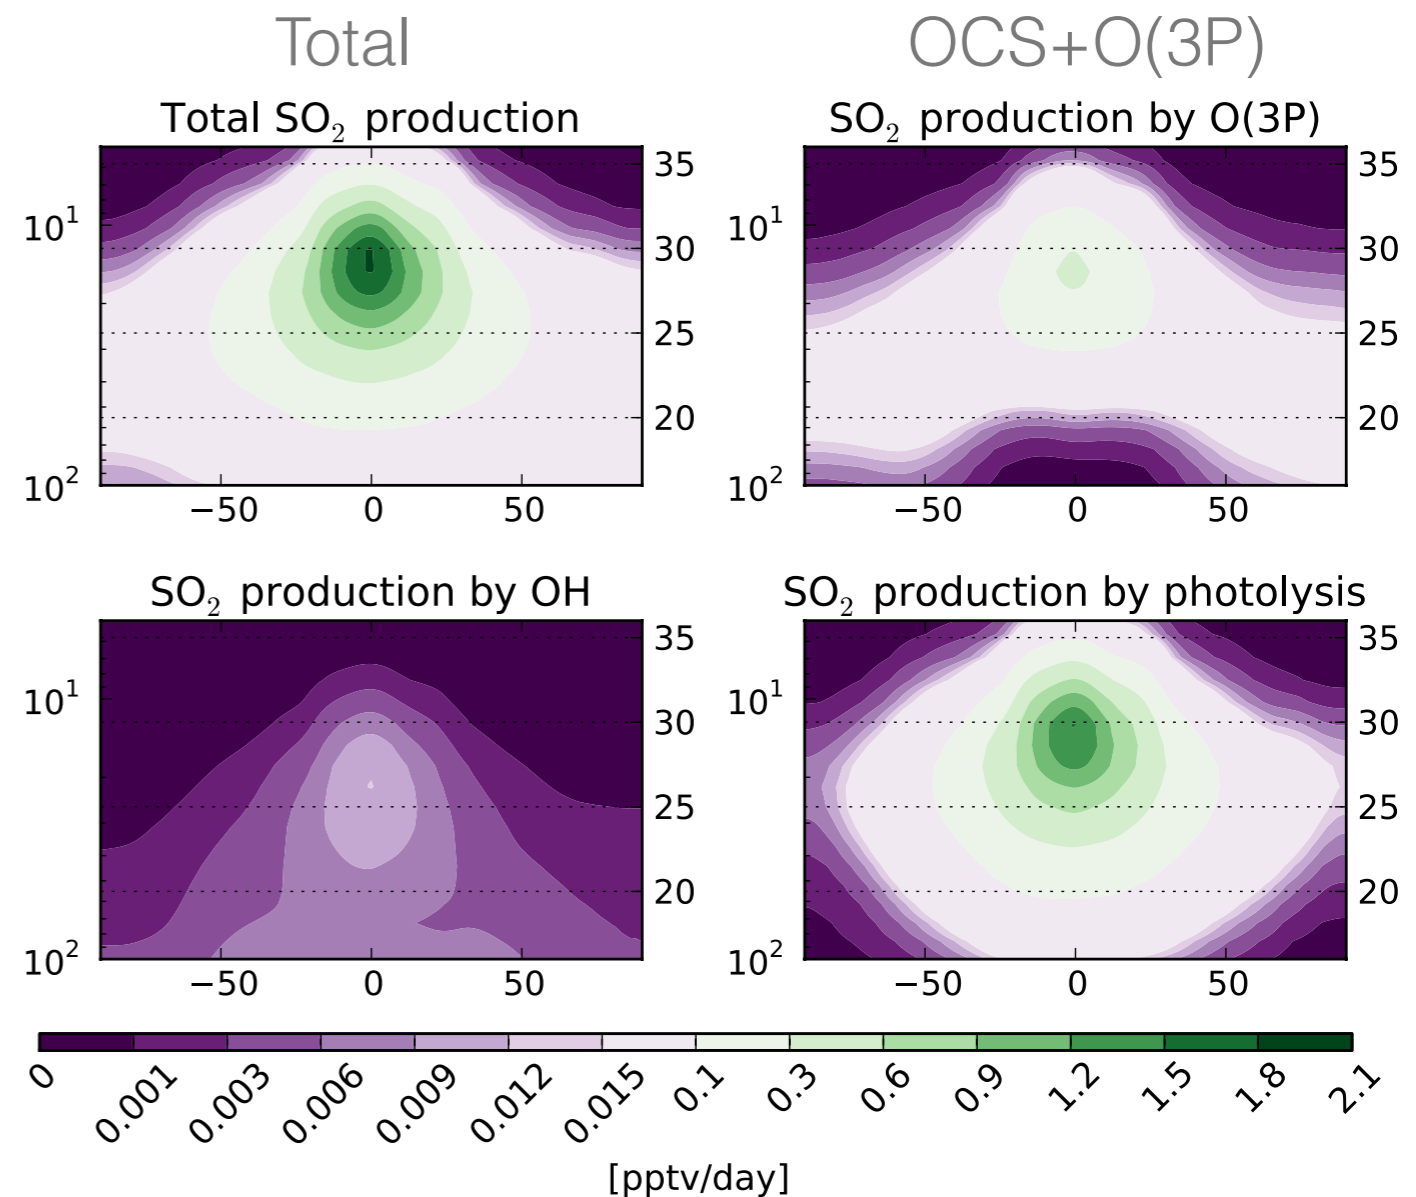 Total
OCS+O(3P)
Total SO₂ production
SO₂ production by O(3P)
10¹
10²
35
30
25
20
−50 0 50
10¹
10²
35
30
25
20
−50 0 50
SO₂ production by OH
SO₂ production by photolysis
10¹
10²
35
30
25
20
−50 0 50
10¹
10²
35
30
25
20
−50 0 50
0 0.001 0.003 0.006 0.009 0.012 0.015 0.1 0.3 0.6 0.9 1.2 1.5 1.8 2.1
[pptv/day]